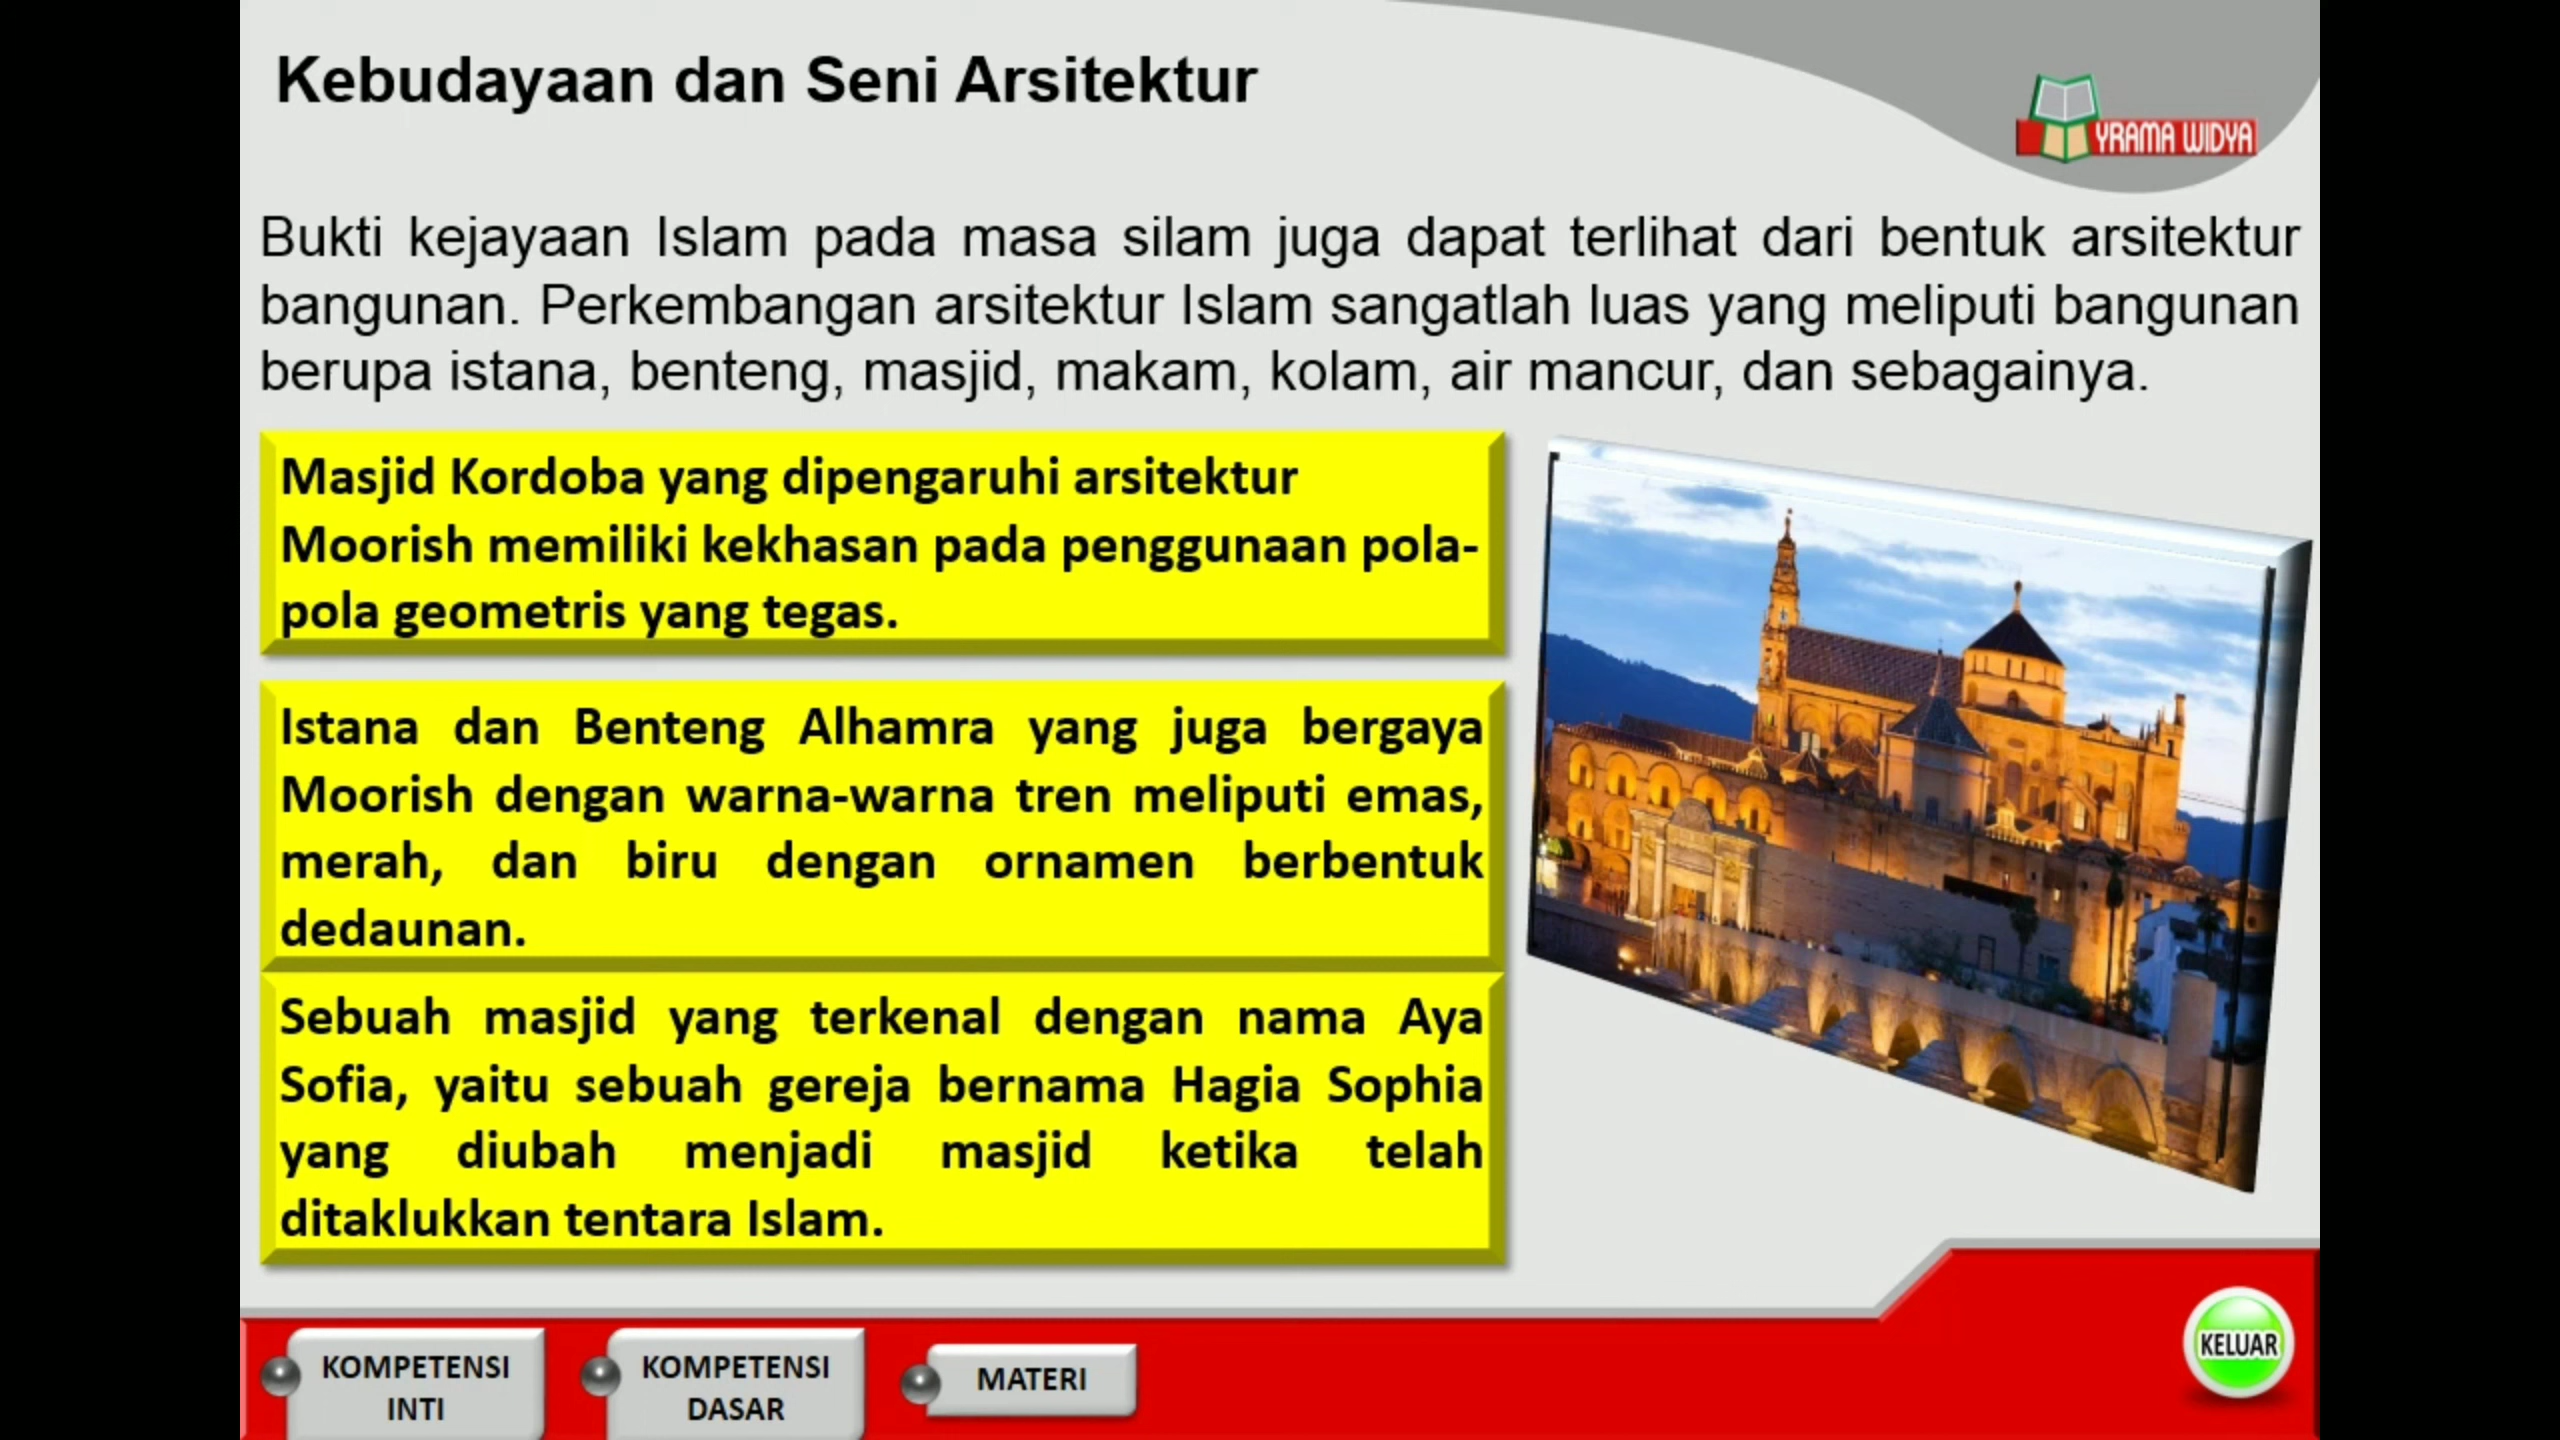 Kebudayaan dan Seni Arsitektur
YRAMA WIDYA
Bukti kejayaan Islam pada masa silam juga dapat terlihat dari bentuk arsitektur
bangunan. Perkembangan arsitektur Islam sangatlah luas yang meliputi bangunan
berupa istana, benteng, masjid, makam, kolam, air mancur, dan sebagainya.
Masjid Kordoba yang dipengaruhi arsitektur
Moorish memiliki kekhasan pada penggunaan pola-
pola geometris yang tegas.
Istana dan Benteng Alhamra yang juga bergaya
Moorish dengan warna-warna tren meliputi emas,
merah, dan biru dengan ornamen berbentuk
dedaunan.
Sebuah masjid yang terkenal dengan nama Aya
Sofia, yaitu sebuah gereja bernama Hagia Sophia
yang diubah menjadi masjid ketika telah
ditaklukkan tentara Islam.
KOMPETENSI
INTI
KOMPETENSI
DASAR
MATERI
KELUAR